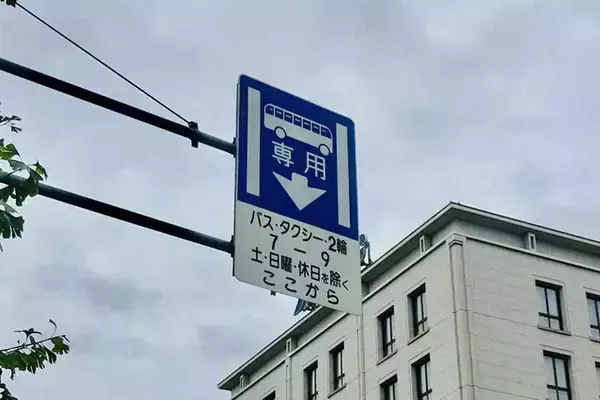 専用
バス・タクシー・2輪
7－9
土・日曜・休日を除く
ここから